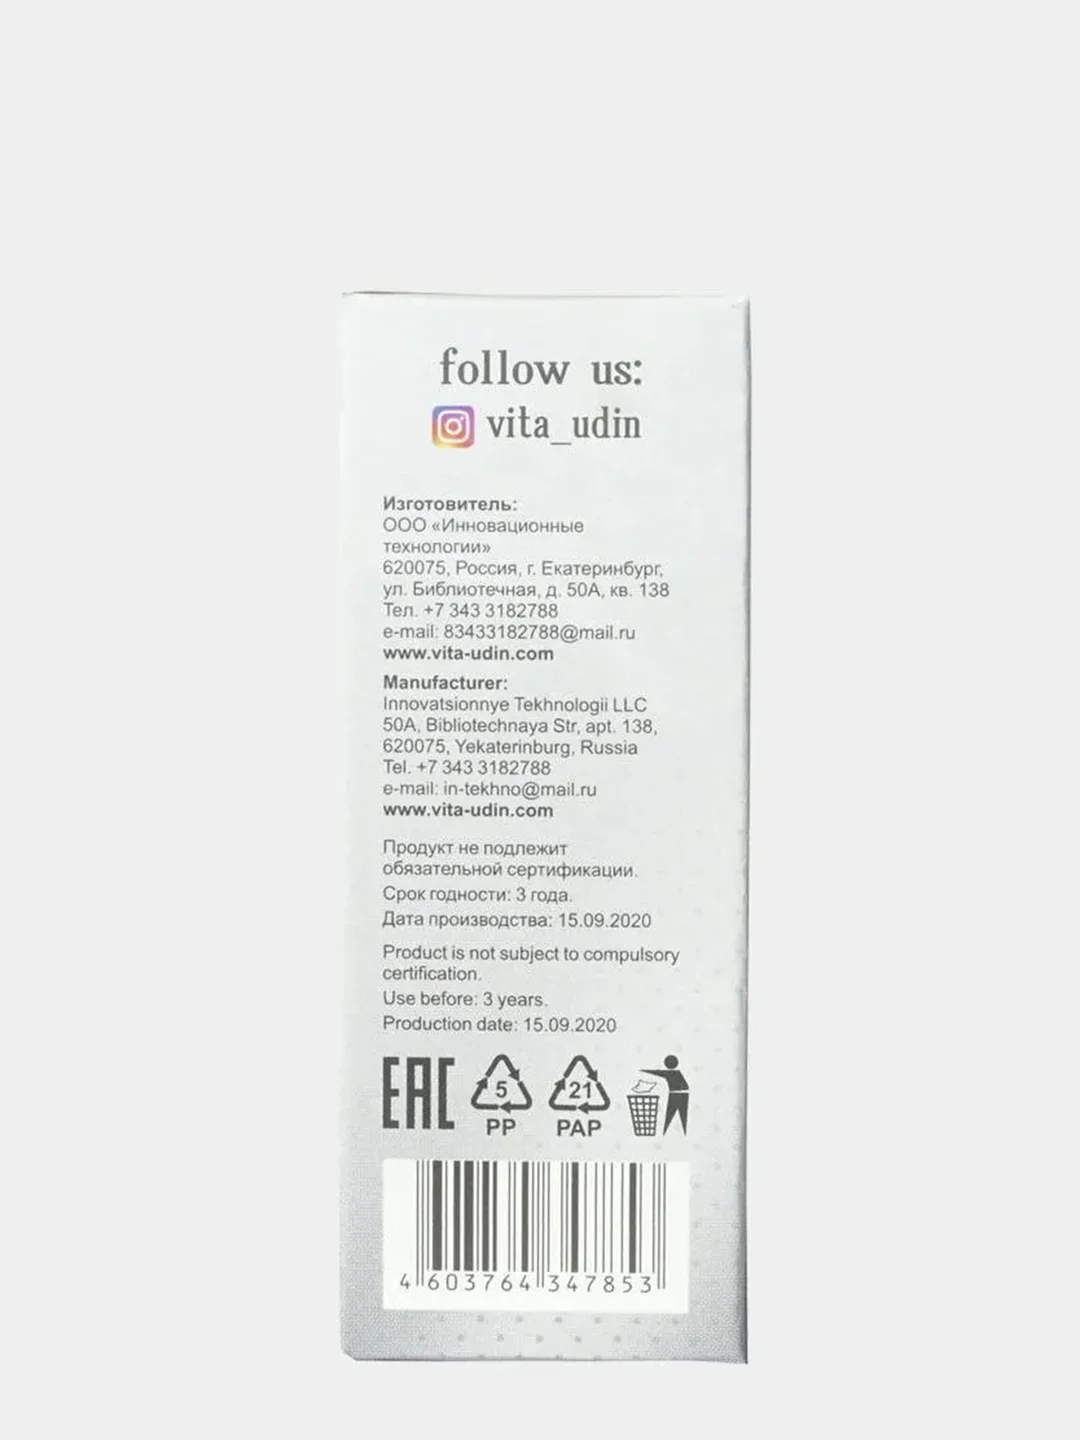 follow us:
vita_udin
Изготовитель:
ООО «Инновационные
технологии»
620075, Россия, г. Екатеринбург,
ул. Библиотечная, д. 50А, кв. 138
Тел. +7 343 3182788
e-mail: 83433182788@mail.ru
www.vita-udin.com
Manufacturer:
Innovatsionnye Tekhnologii LLC
50A, Bibliotechnaya Str, apt. 138,
620075, Yekaterinburg, Russia
Tel. +7 343 3182788
e-mail: in-tekhno@mail.ru
www.vita-udin.com
Продукт не подлежит
обязательной сертификации.
Срок годности: 3 года.
Дата производства: 15.09.2020
Product is not subject to compulsory
certification.
Use before: 3 years.
Production date: 15.09.2020
EAC 5 21
PP PAP
4 603764 347853